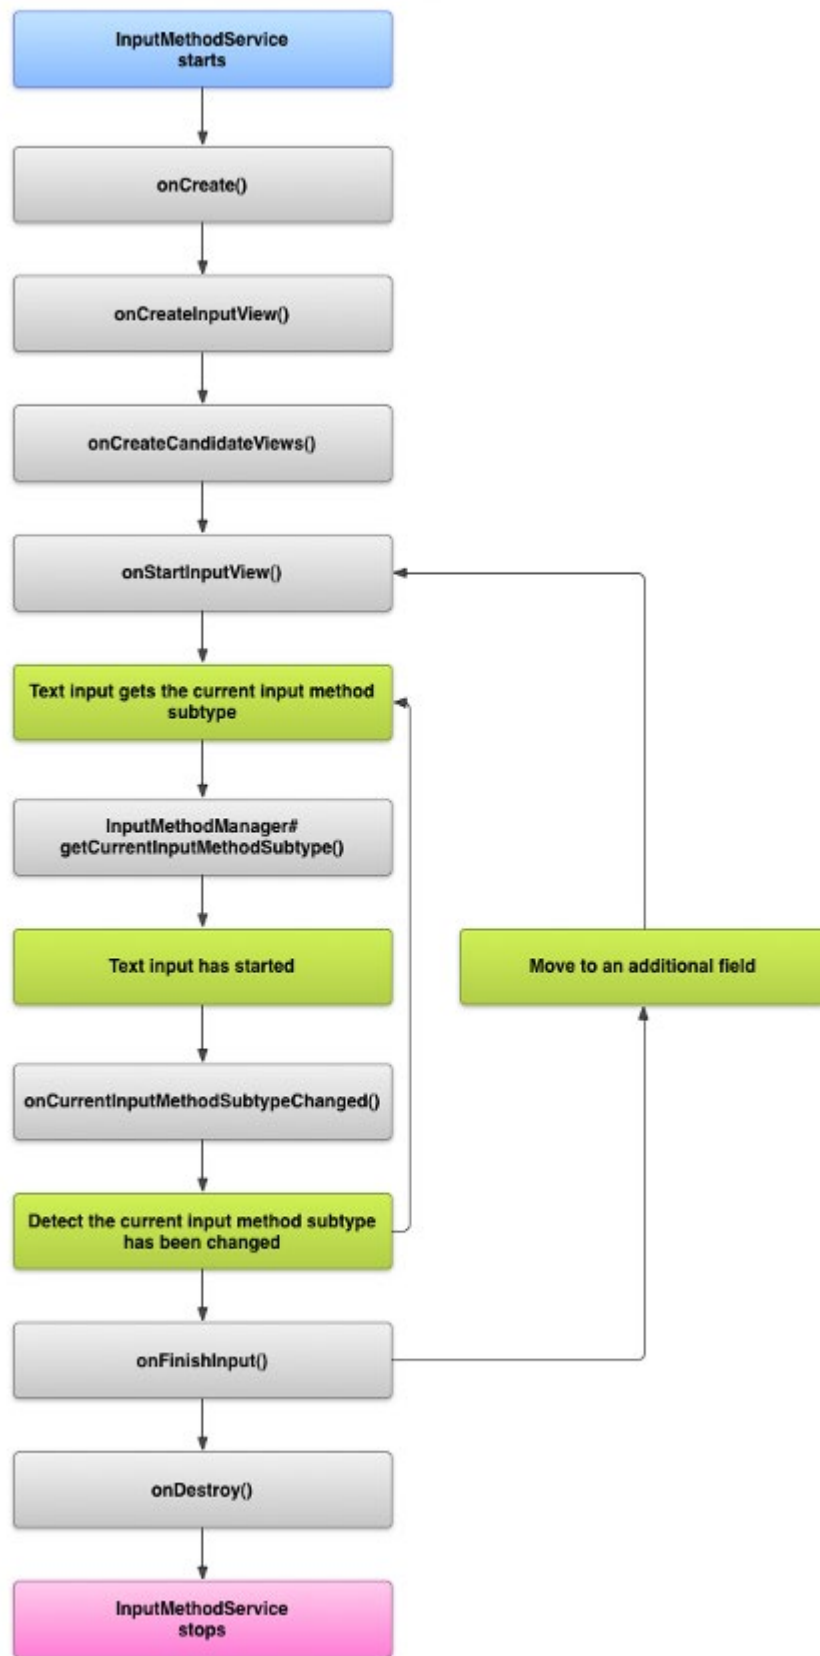 InputMethodService
starts
onCreate()
onCreateInputView()
onCreateCandidateViews()
onStartInputView()
Text input gets the current input method
subtype
InputMethodManager#
getCurrentInputMethodSubtype()
Text input has started
Move to an additional field
onCurrentInputMethodSubtypeChanged()
Detect the current input method subtype
has been changed
onFinishInput()
onDestroy()
InputMethodService
stops